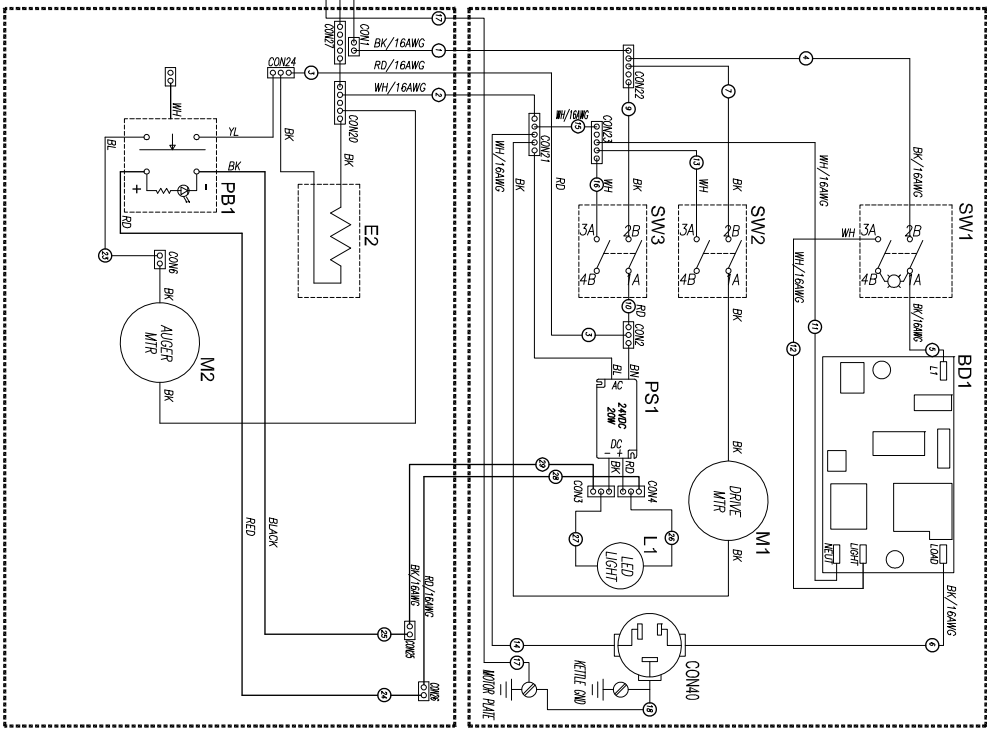 17
CON27
CON1
BK/16AWG
1
CON24
3
RD/16AWG
WH/16AWG
2
CON20
WH
BK
BK
BL
YL
BK
+
-
PB1
RD
E2
23
CON6
BK
AUGER
MTR
M2
BK
RED
BLACK
25
24
BK/16AWG
RD/16AWG
CON25
CON26
4
CON22
7
9
WH/16AWG
15
CON23
CON21
WH/16AWG
BK
RD
13
16
WH
BK
WH
BK
WH/16AWG
BK/16AWG
SW3
3A
2B
4B
1A
SW2
3A
2B
4B
1A
SW1
WH
3A
2B
4B
1A
WH/16AWG
10
RD
BK
BK/16AWG
3
CON2
11
12
5
BD1
L1
BL
BN
AC
PS1
24VDC
20W
DC
-
+
BK
RD
29
28
CON3
CON4
BK
DRIVE
MTR
M1
BK
27
26
L1
LED
LIGHT
NEUT
LIGHT
LOAD
BK/16AWG
14
6
17
CON40
MOTOR PLATE
KETTLE GND
18